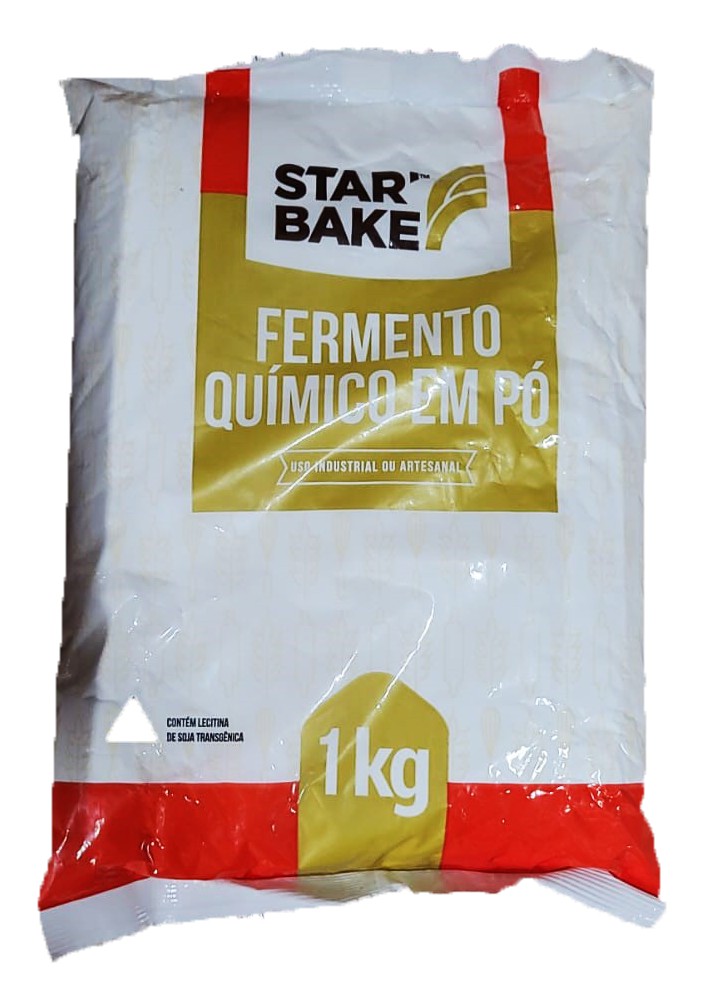 STAR™
BAKE
FERMENTO
QUÍMICO EM PÓ
USO INDUSTRIAL OU ARTESANAL
CONTÉM LECITINA
DE SOJA TRANSGÊNICA
1kg